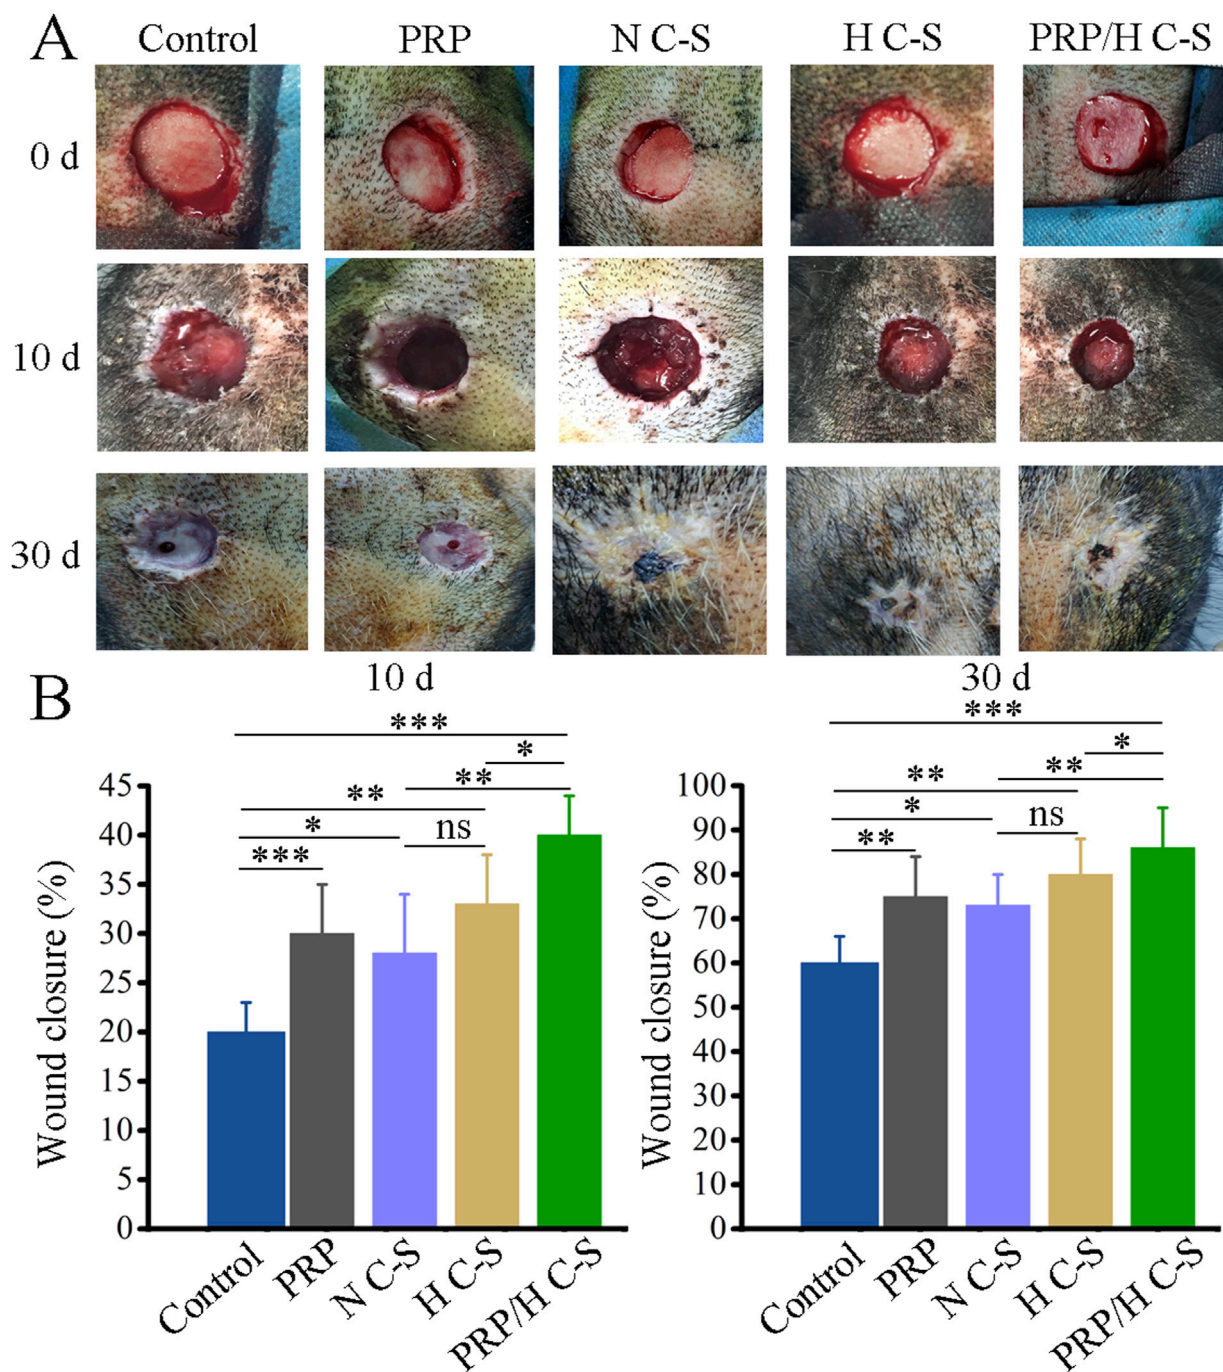 A
Control PRP N C-S H C-S PRP/H C-S
0 d
10 d
30 d
B
10 d
30 d
***
*
** **
* ns
***
45
40
35
30
25
20
15
10
5
0
Wound closure (%)
Control PRP N C-S H C-S PRP/H C-S
***
*
** **
* ns
**
100
90
80
70
60
50
40
30
20
10
0
Wound closure (%)
Control PRP N C-S H C-S PRP/H C-S